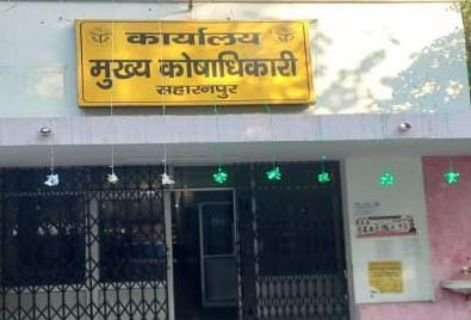 कार्यालय
मुख्य कोषाधिकारी
सहारनपुर